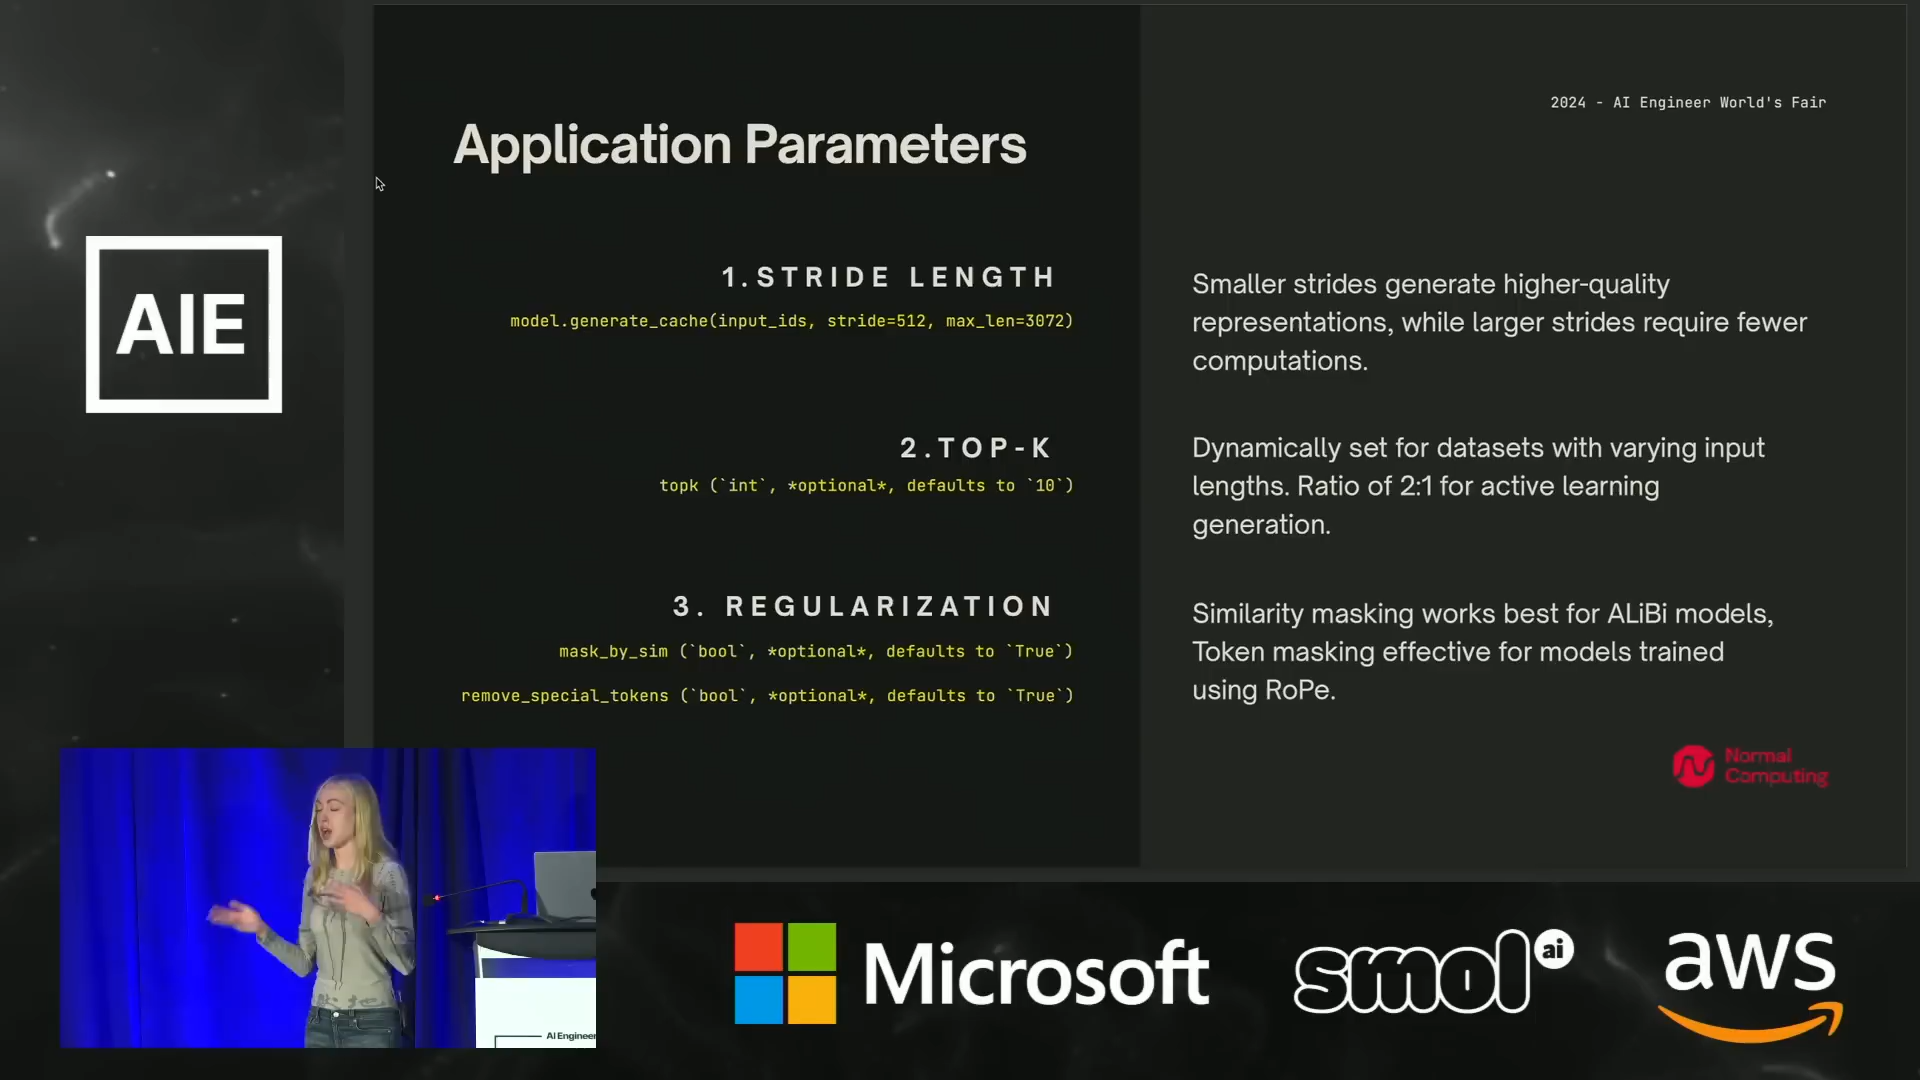 2024 - AI Engineer World's Fair
Application Parameters
AIE
1.STRIDE LENGTH
model.generate_cache(input_ids, stride=512, max_len=3072)
Smaller strides generate higher-quality
representations, while larger strides require fewer
computations.
2.TOP-K
topk (`int`, *optional*, defaults to `10`)
Dynamically set for datasets with varying input
lengths. Ratio of 2:1 for active learning
generation.
3. REGULARIZATION
mask_by_sim (`bool`, *optional*, defaults to `True`)
remove_special_tokens (`bool`, *optional*, defaults to `True`)
Similarity masking works best for ALiBi models,
Token masking effective for models trained
using RoPe.
Normal
Computing
AI Engineer
Microsoft
smol ai
aws